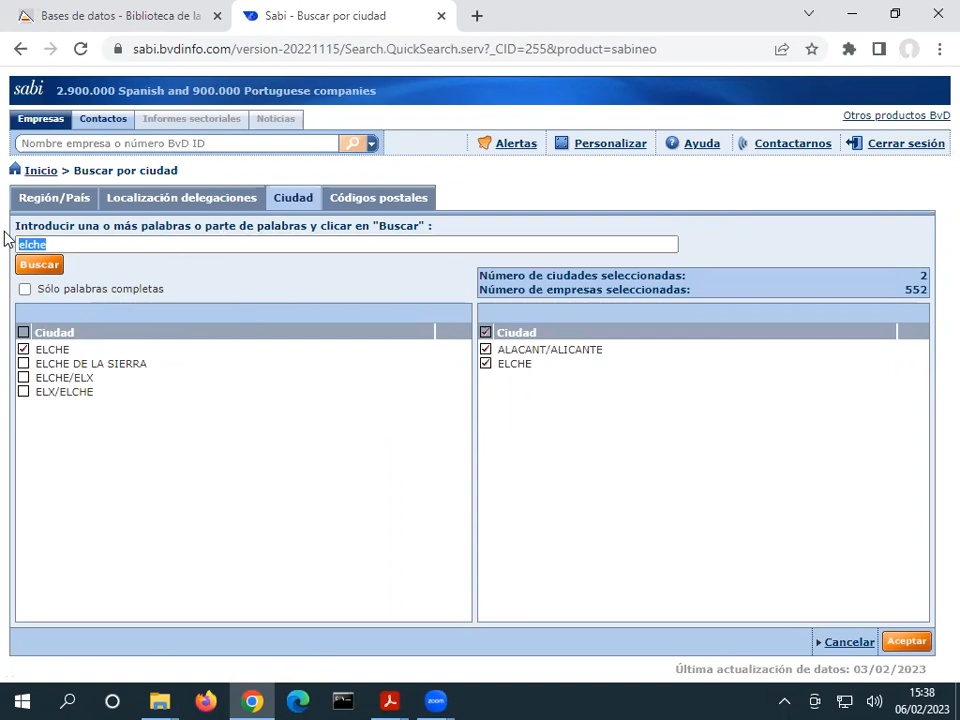 Bases de datos - Biblioteca de la
Sabi - Buscar por ciudad
sabi.bvdinfo.com/version-20221115/Search.QuickSearch.serv?_CID=255&product=sabineo
sabi 2.900.000 Spanish and 900.000 Portuguese companies
Empresas Contactos Informes sectoriales Noticias
Otros productos BvD
Nombre empresa o número BvD ID
Alertas Personalizar Ayuda Contactarnos Cerrar sesión
Inicio > Buscar por ciudad
Región/País Localización delegaciones Ciudad Códigos postales
Introducir una o más palabras o parte de palabras y clicar en "Buscar" :
elche
Buscar
Sólo palabras completas
Número de ciudades seleccionadas: 2
Número de empresas seleccionadas: 552
Ciudad
ELCHE
ELCHE DE LA SIERRA
ELCHE/ELX
ELX/ELCHE
Ciudad
ALACANT/ALICANTE
ELCHE
Cancelar
Aceptar
Última actualización de datos: 03/02/2023
zoom
15:38
06/02/2023